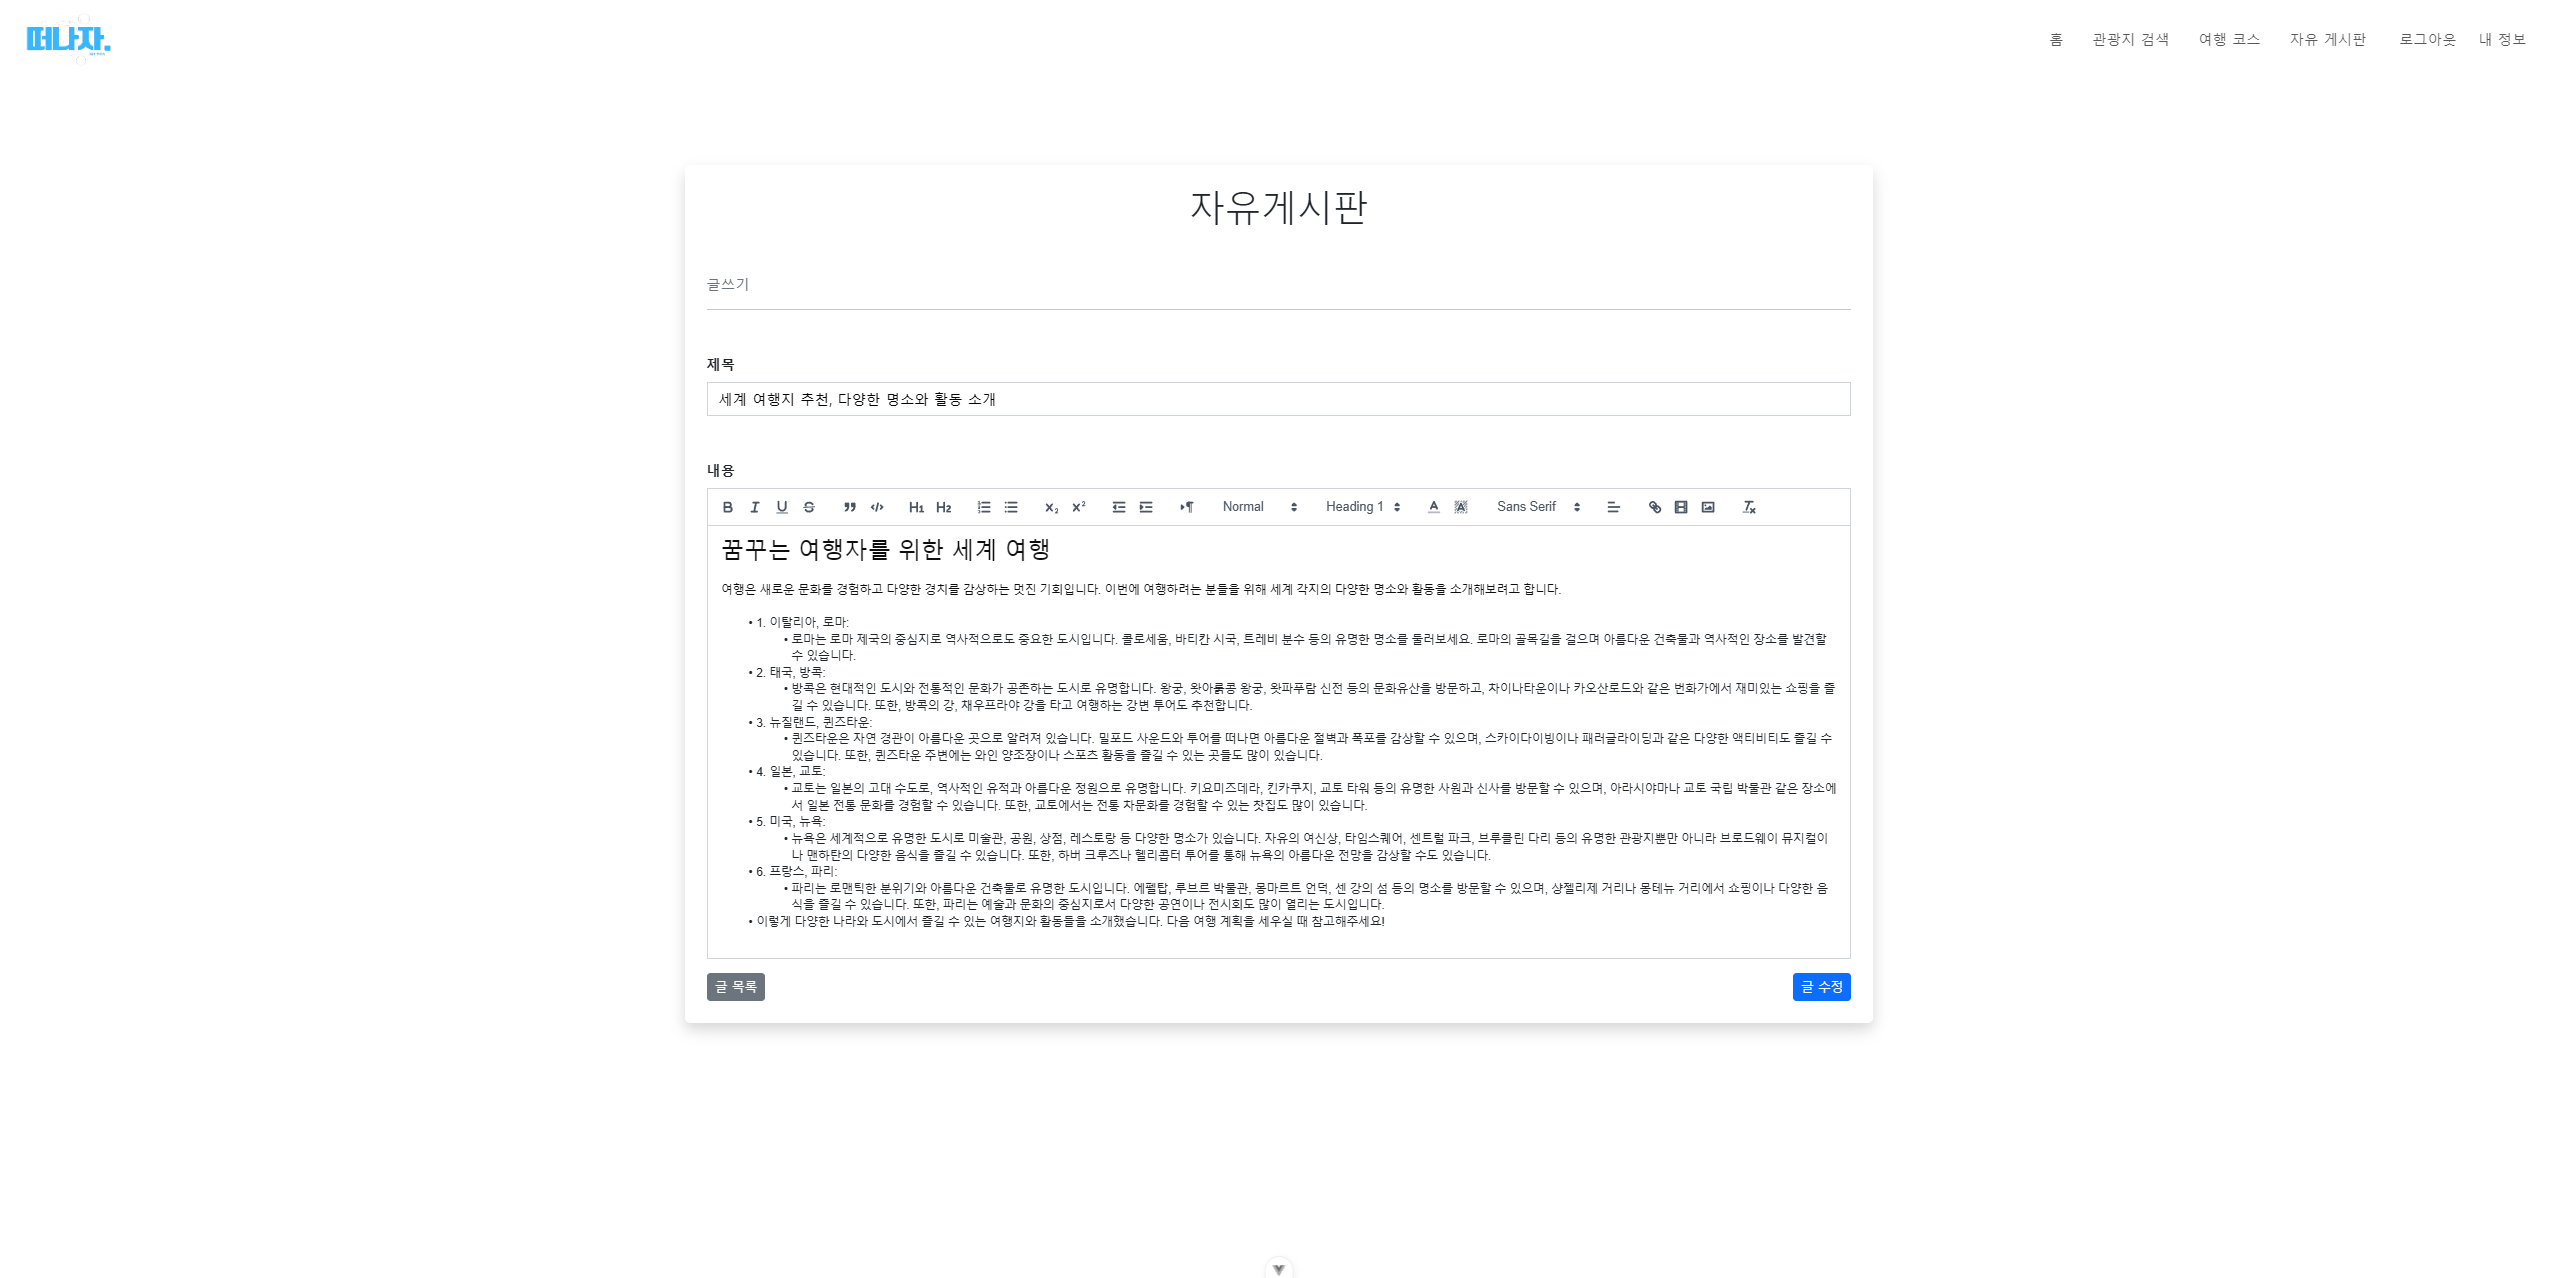 떠나자.
홈 관광지 검색 여행 코스 자유 게시판 로그아웃 내 정보
자유게시판
글쓰기
제목
세계 여행지 추천, 다양한 명소와 활동 소개
내용
Normal Heading 1 Sans Serif
꿈꾸는 여행자를 위한 세계 여행
여행은 새로운 문화를 경험하고 다양한 경치를 감상하는 멋진 기회입니다. 이번에 여행하려는 분들을 위해 세계 각지의 다양한 명소와 활동을 소개해보려고 합니다.
• 1. 이탈리아, 로마:
• 로마는 로마 제국의 중심지로 역사적으로도 중요한 도시입니다. 콜로세움, 바티칸 시국, 트레비 분수 등의 유명한 명소를 둘러보세요. 로마의 골목길을 걸으며 아름다운 건축물과 역사적인 장소를 발견할
수 있습니다.
• 2. 태국, 방콕:
• 방콕은 현대적인 도시와 전통적인 문화가 공존하는 도시로 유명합니다. 왕궁, 왓아룱콩 왕궁, 왓파푸람 신전 등의 문화유산을 방문하고, 차이나타운이나 카오산로드와 같은 번화가에서 재미있는 쇼핑을 즐
길 수 있습니다. 또한, 방콕의 강, 채우프라야 강을 타고 여행하는 강변 투어도 추천합니다.
• 3. 뉴질랜드, 퀸즈타운:
• 퀸즈타운은 자연 경관이 아름다운 곳으로 알려져 있습니다. 밀포드 사운드와 투어를 떠나면 아름다운 절벽과 폭포를 감상할 수 있으며, 스카이다이빙이나 패러글라이딩과 같은 다양한 액티비티도 즐길 수
있습니다. 또한, 퀸즈타운 주변에는 와인 양조장이나 스포츠 활동을 즐길 수 있는 곳들도 많이 있습니다.
• 4. 일본, 교토:
• 교토는 일본의 고대 수도로, 역사적인 유적과 아름다운 정원으로 유명합니다. 키요미즈데라, 킨카쿠지, 교토 타워 등의 유명한 사원과 신사를 방문할 수 있으며, 아라시야마나 교토 국립 박물관 같은 장소에
서 일본 전통 문화를 경험할 수 있습니다. 또한, 교토에서는 전통 차문화를 경험할 수 있는 찻집도 많이 있습니다.
• 5. 미국, 뉴욕:
• 뉴욕은 세계적으로 유명한 도시로 미술관, 공원, 상점, 레스토랑 등 다양한 명소가 있습니다. 자유의 여신상, 타임스퀘어, 센트럴 파크, 브루클린 다리 등의 유명한 관광지뿐만 아니라 브로드웨이 뮤지컬이
나 맨하탄의 다양한 음식을 즐길 수 있습니다. 또한, 하버 크루즈나 헬리콥터 투어를 통해 뉴욕의 아름다운 전망을 감상할 수도 있습니다.
• 6. 프랑스, 파리:
• 파리는 로맨틱한 분위기와 아름다운 건축물로 유명한 도시입니다. 에펠탑, 루브르 박물관, 몽마르트 언덕, 센 강의 섬 등의 명소를 방문할 수 있으며, 샹젤리제 거리나 몽테뉴 거리에서 쇼핑이나 다양한 음
식을 즐길 수 있습니다. 또한, 파리는 예술과 문화의 중심지로서 다양한 공연이나 전시회도 많이 열리는 도시입니다.
• 이렇게 다양한 나라와 도시에서 즐길 수 있는 여행지와 활동들을 소개했습니다. 다음 여행 계획을 세우실 때 참고해주세요!
글 목록 글 수정